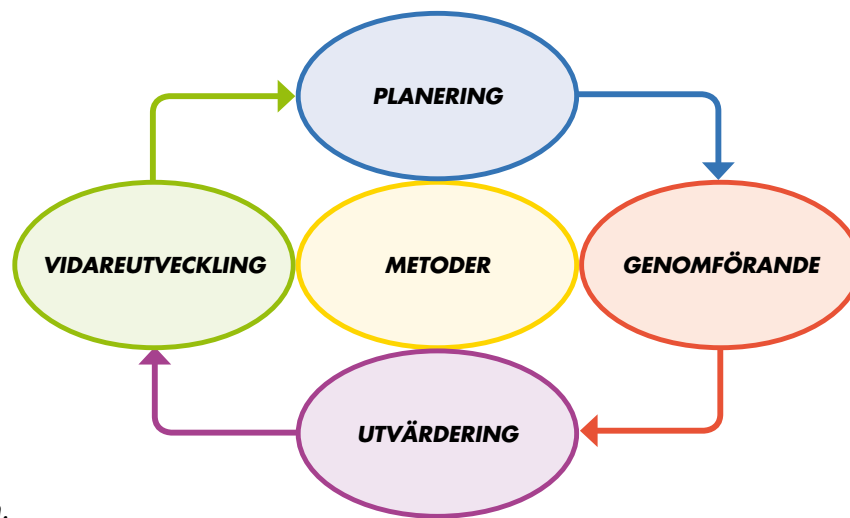 PLANERING
VIDAREUTVECKLING
METODER
GENOMFÖRANDE
UTVÄRDERING